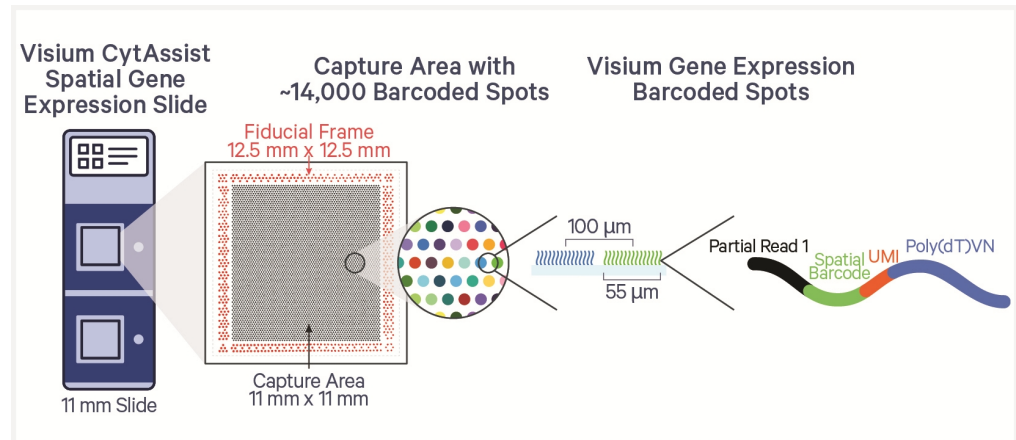 Visium CytAssist
Spatial Gene
Expression Slide
Capture Area with
~14,000 Barcoded Spots
Visium Gene Expression
Barcoded Spots
Fiducial Frame
12.5 mm x 12.5 mm
100 µm
55 µm
Partial Read 1
Spatial
Barcode
UMI
Poly(dT)VN
Capture Area
11 mm x 11 mm
11 mm Slide